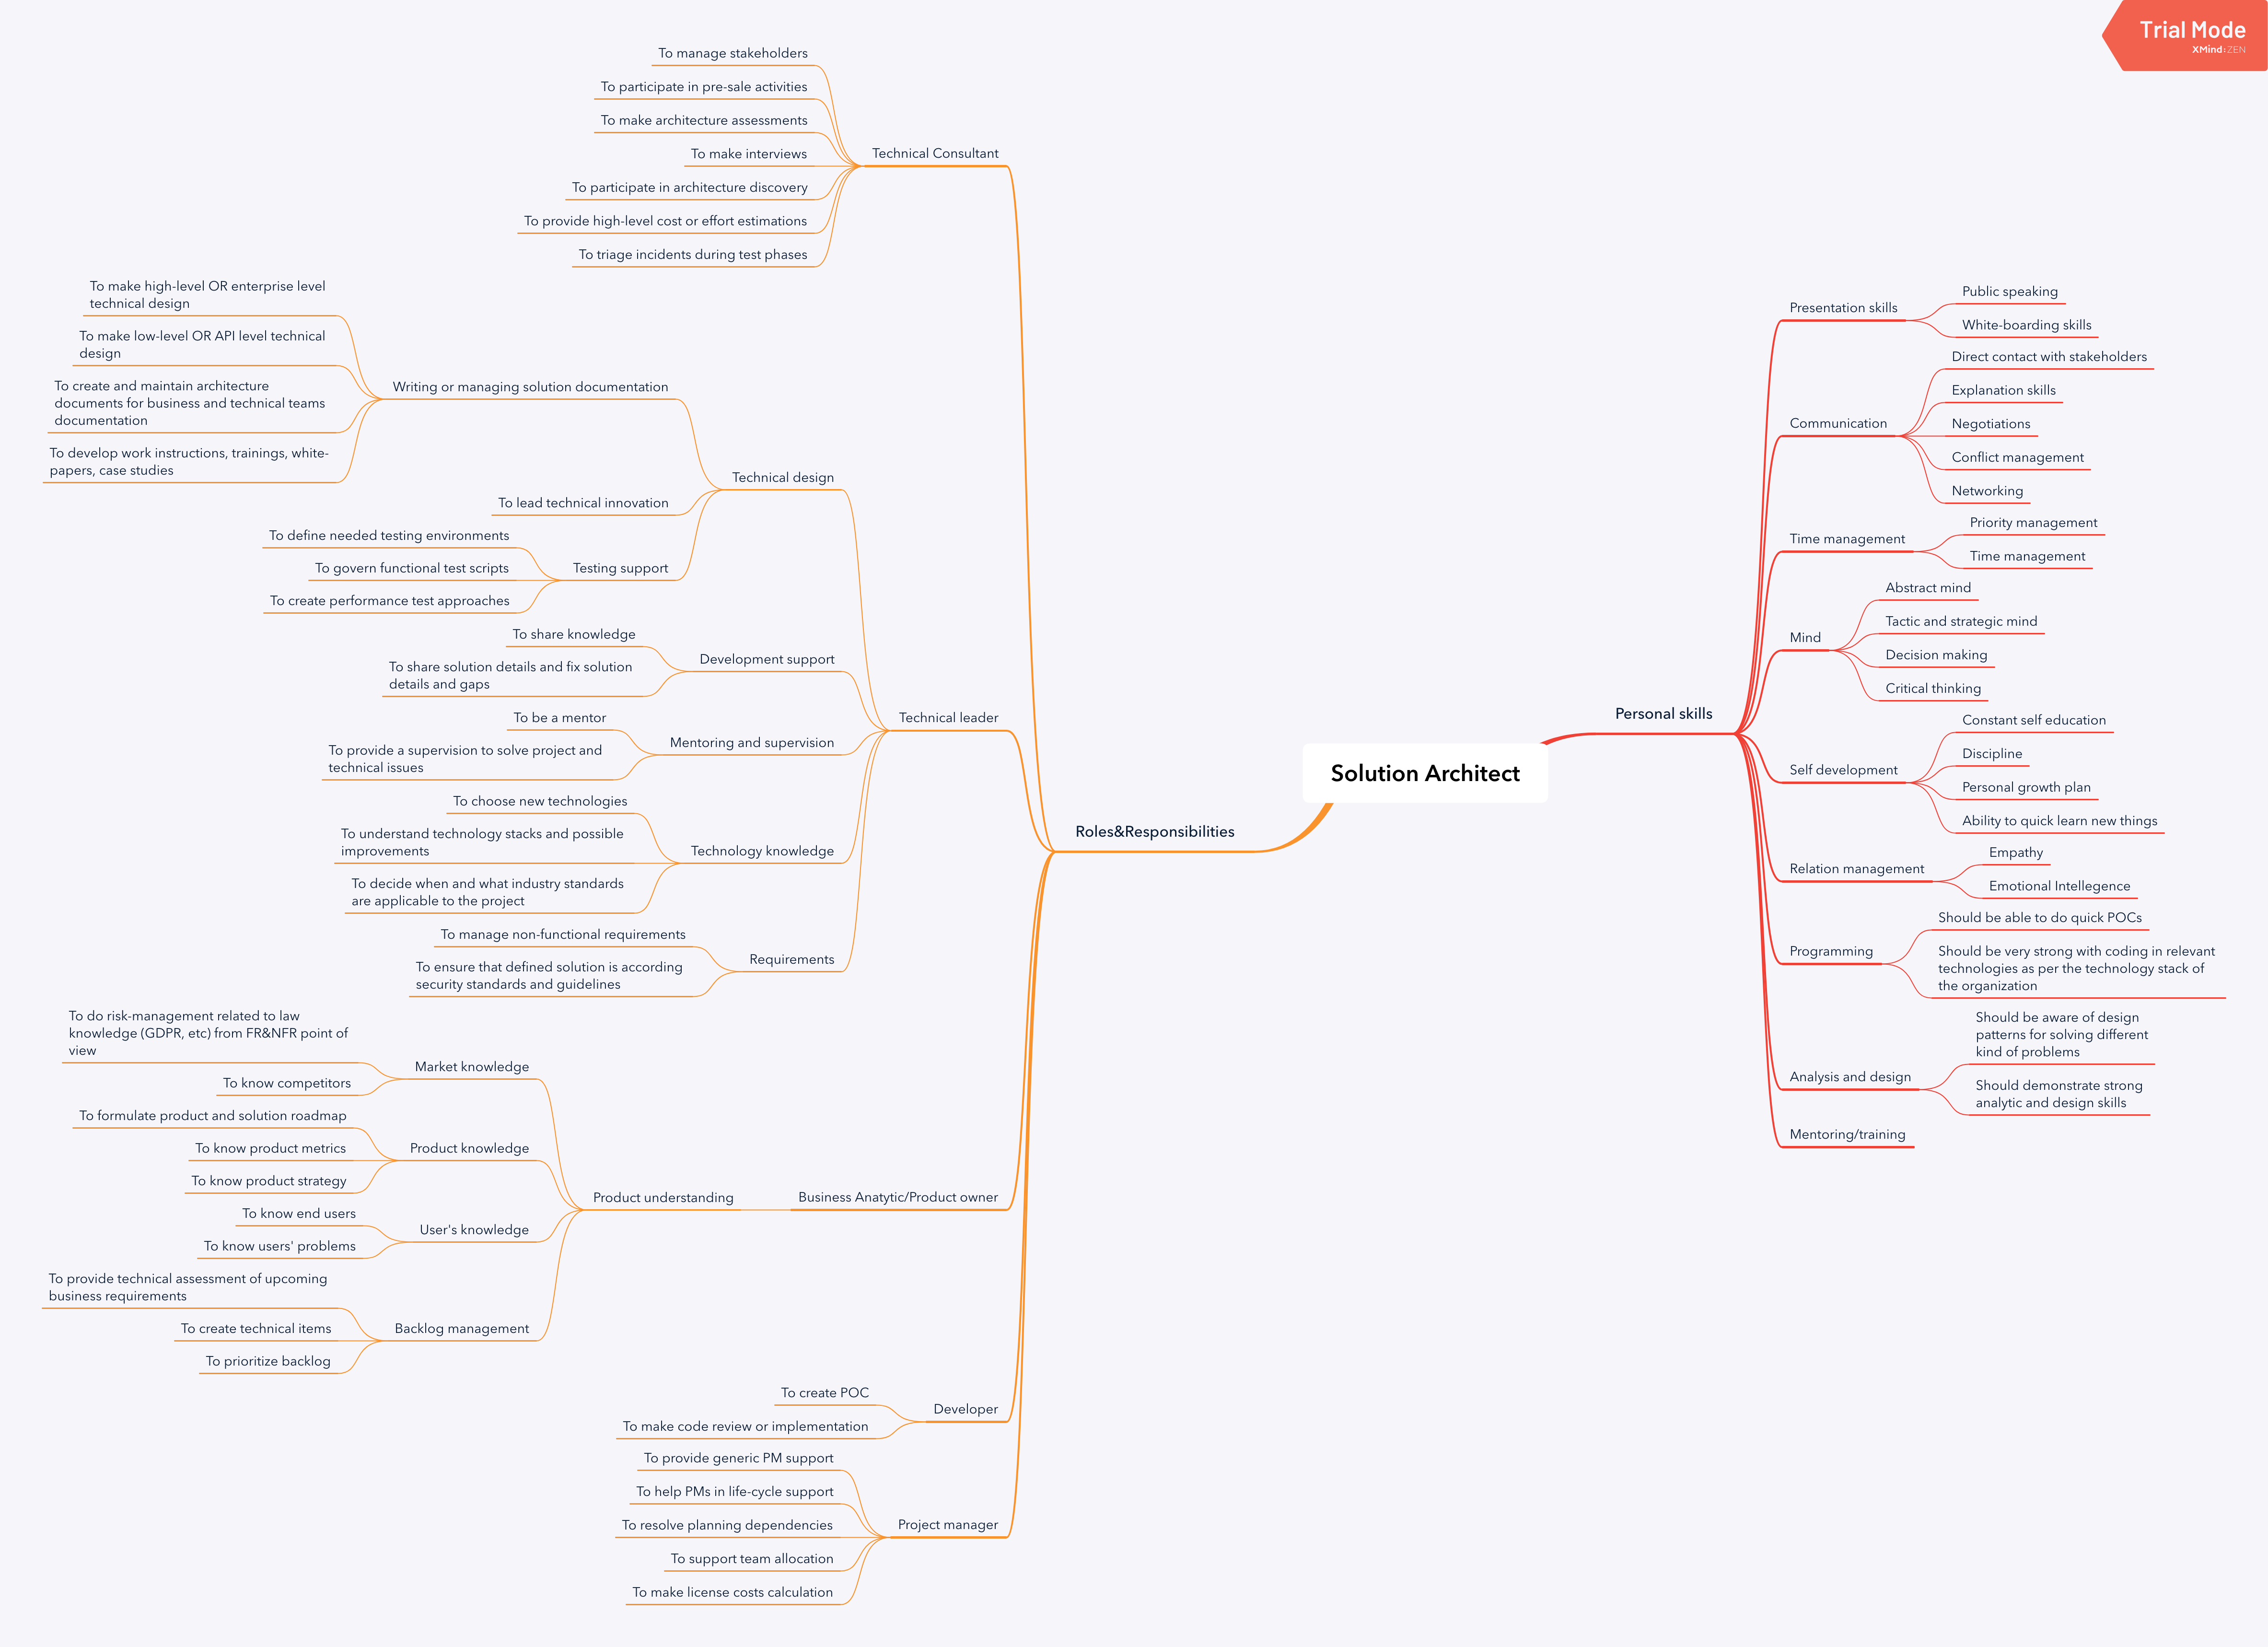 Trial Mode
XMind:ZEN
Solution Architect
Roles&Responsibilities
Technical Consultant
To manage stakeholders
To participate in pre-sale activities
To make architecture assessments
To make interviews
To participate in architecture discovery
To provide high-level cost or effort estimations
To triage incidents during test phases
Technical leader
Technical design
Writing or managing solution documentation
To make high-level OR enterprise level
technical design
To make low-level OR API level technical
design
To create and maintain architecture
documents for business and technical teams
documentation
To develop work instructions, trainings, white-
papers, case studies
To lead technical innovation
Testing support
To define needed testing environments
To govern functional test scripts
To create performance test approaches
Development support
To share knowledge
To share solution details and fix solution
details and gaps
Mentoring and supervision
To be a mentor
To provide a supervision to solve project and
technical issues
Technology knowledge
To choose new technologies
To understand technology stacks and possible
improvements
To decide when and what industry standards
are applicable to the project
Requirements
To manage non-functional requirements
To ensure that defined solution is according
security standards and guidelines
Business Anatytic/Product owner
Product understanding
Market knowledge
To do risk-management related to law
knowledge (GDPR, etc) from FR&NFR point of
view
To know competitors
Product knowledge
To formulate product and solution roadmap
To know product metrics
To know product strategy
User's knowledge
To know end users
To know users' problems
Backlog management
To provide technical assessment of upcoming
business requirements
To create technical items
To prioritize backlog
Developer
To create POC
To make code review or implementation
Project manager
To provide generic PM support
To help PMs in life-cycle support
To resolve planning dependencies
To support team allocation
To make license costs calculation
Personal skills
Presentation skills
Public speaking
White-boarding skills
Communication
Direct contact with stakeholders
Explanation skills
Negotiations
Conflict management
Networking
Time management
Priority management
Time management
Mind
Abstract mind
Tactic and strategic mind
Decision making
Critical thinking
Self development
Constant self education
Discipline
Personal growth plan
Ability to quick learn new things
Relation management
Empathy
Emotional Intellegence
Programming
Should be able to do quick POCs
Should be very strong with coding in relevant
technologies as per the technology stack of
the organization
Analysis and design
Should be aware of design
patterns for solving different
kind of problems
Should demonstrate strong
analytic and design skills
Mentoring/training